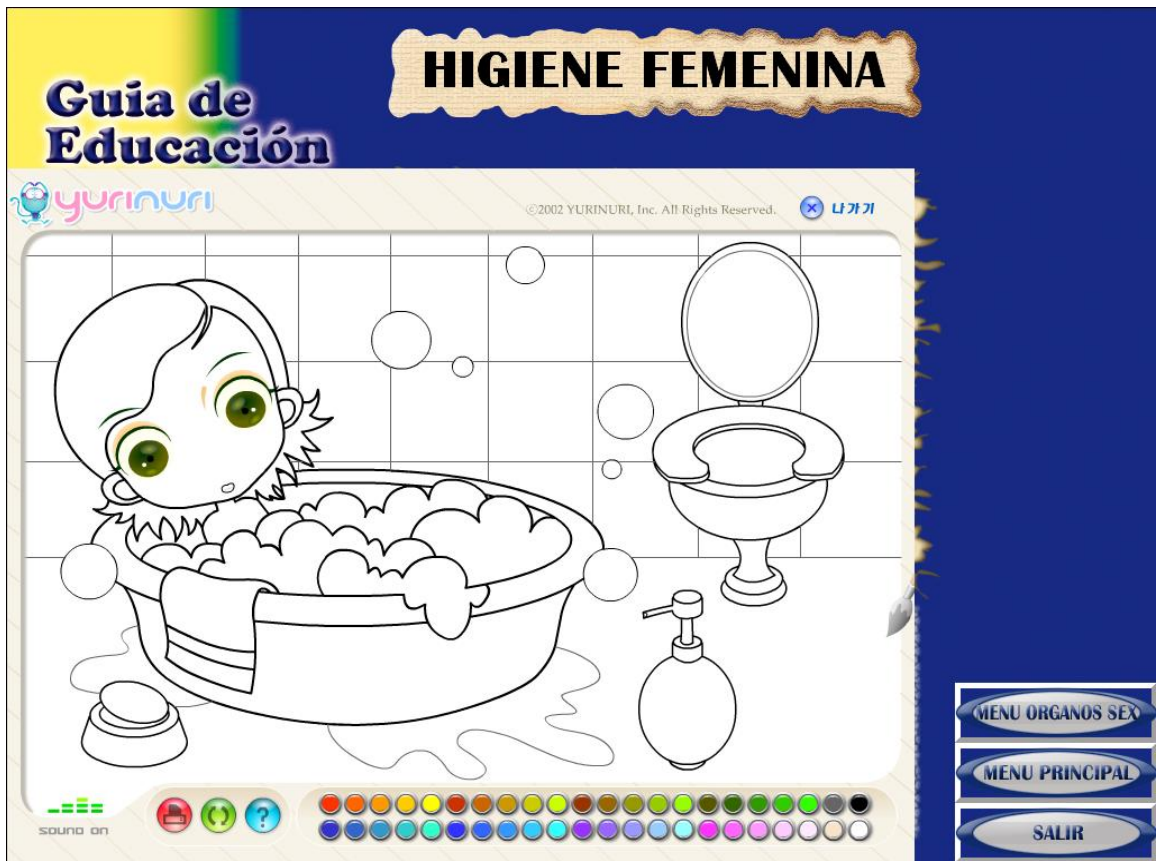 HIGIENE FEMENINA
Guia de
Educación
yurinuri
©2002 YURINURI, Inc. All Rights Reserved.
나가기
SOUND ON
?
MENU ORGANOS SEX
MENU PRINCIPAL
SALIR